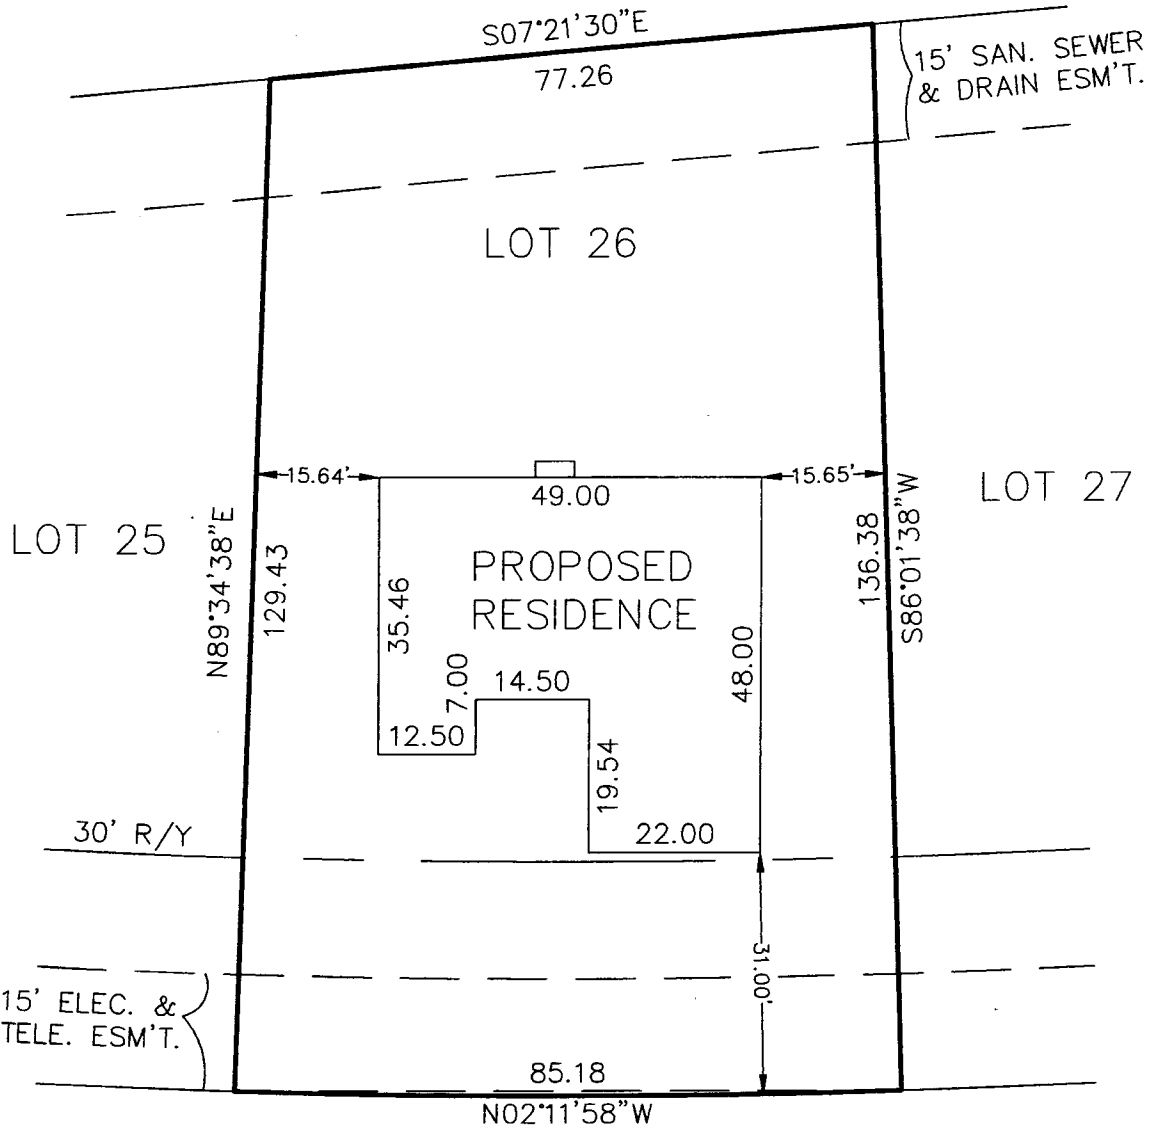 S07°21'30"E
77.26
15' SAN. SEWER
& DRAIN ESM'T.
LOT 26
15.64'
15.65'
49.00
LOT 27
LOT 25
N89°34'38"E
129.43
35.46
PROPOSED
RESIDENCE
136.38
S86°01'38"W
48.00
7.00
14.50
12.50
19.54
22.00
30' R/Y
31.00'
15' ELEC. &
TELE. ESM'T.
85.18
N02°11'58"W